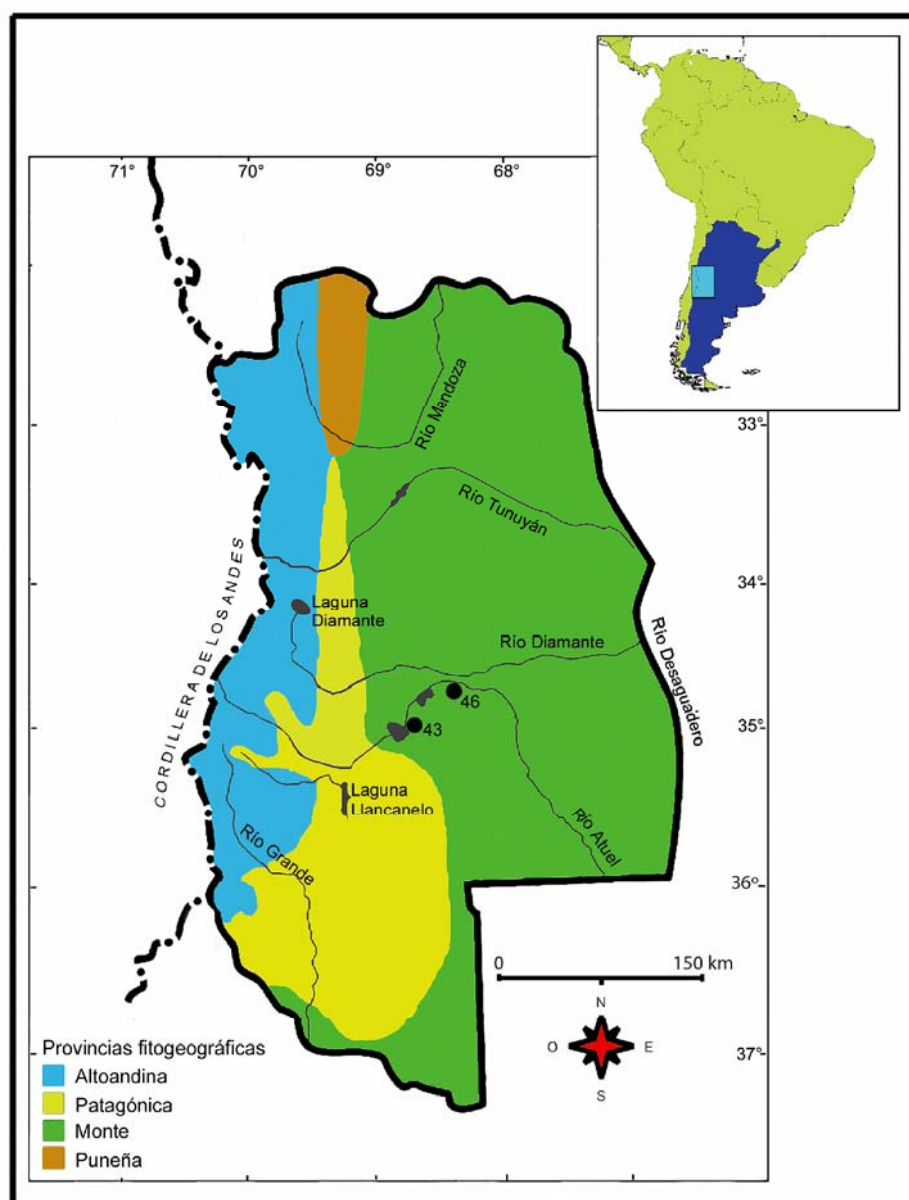 71°
70°
69°
68°
33°
34°
35°
36°
37°
Río Mandoza
Río Tunuyán
CORDILLERA DE LOS ANDES
Laguna
Diamante
Río Diamante
Río Desaguadero
46
43
Laguna
Llancanelo
Río Atuel
Río Grande
0 150 km
N
O E
S
Provincias fitogeográficas
Altoandina
Patagónica
Monte
Puneña